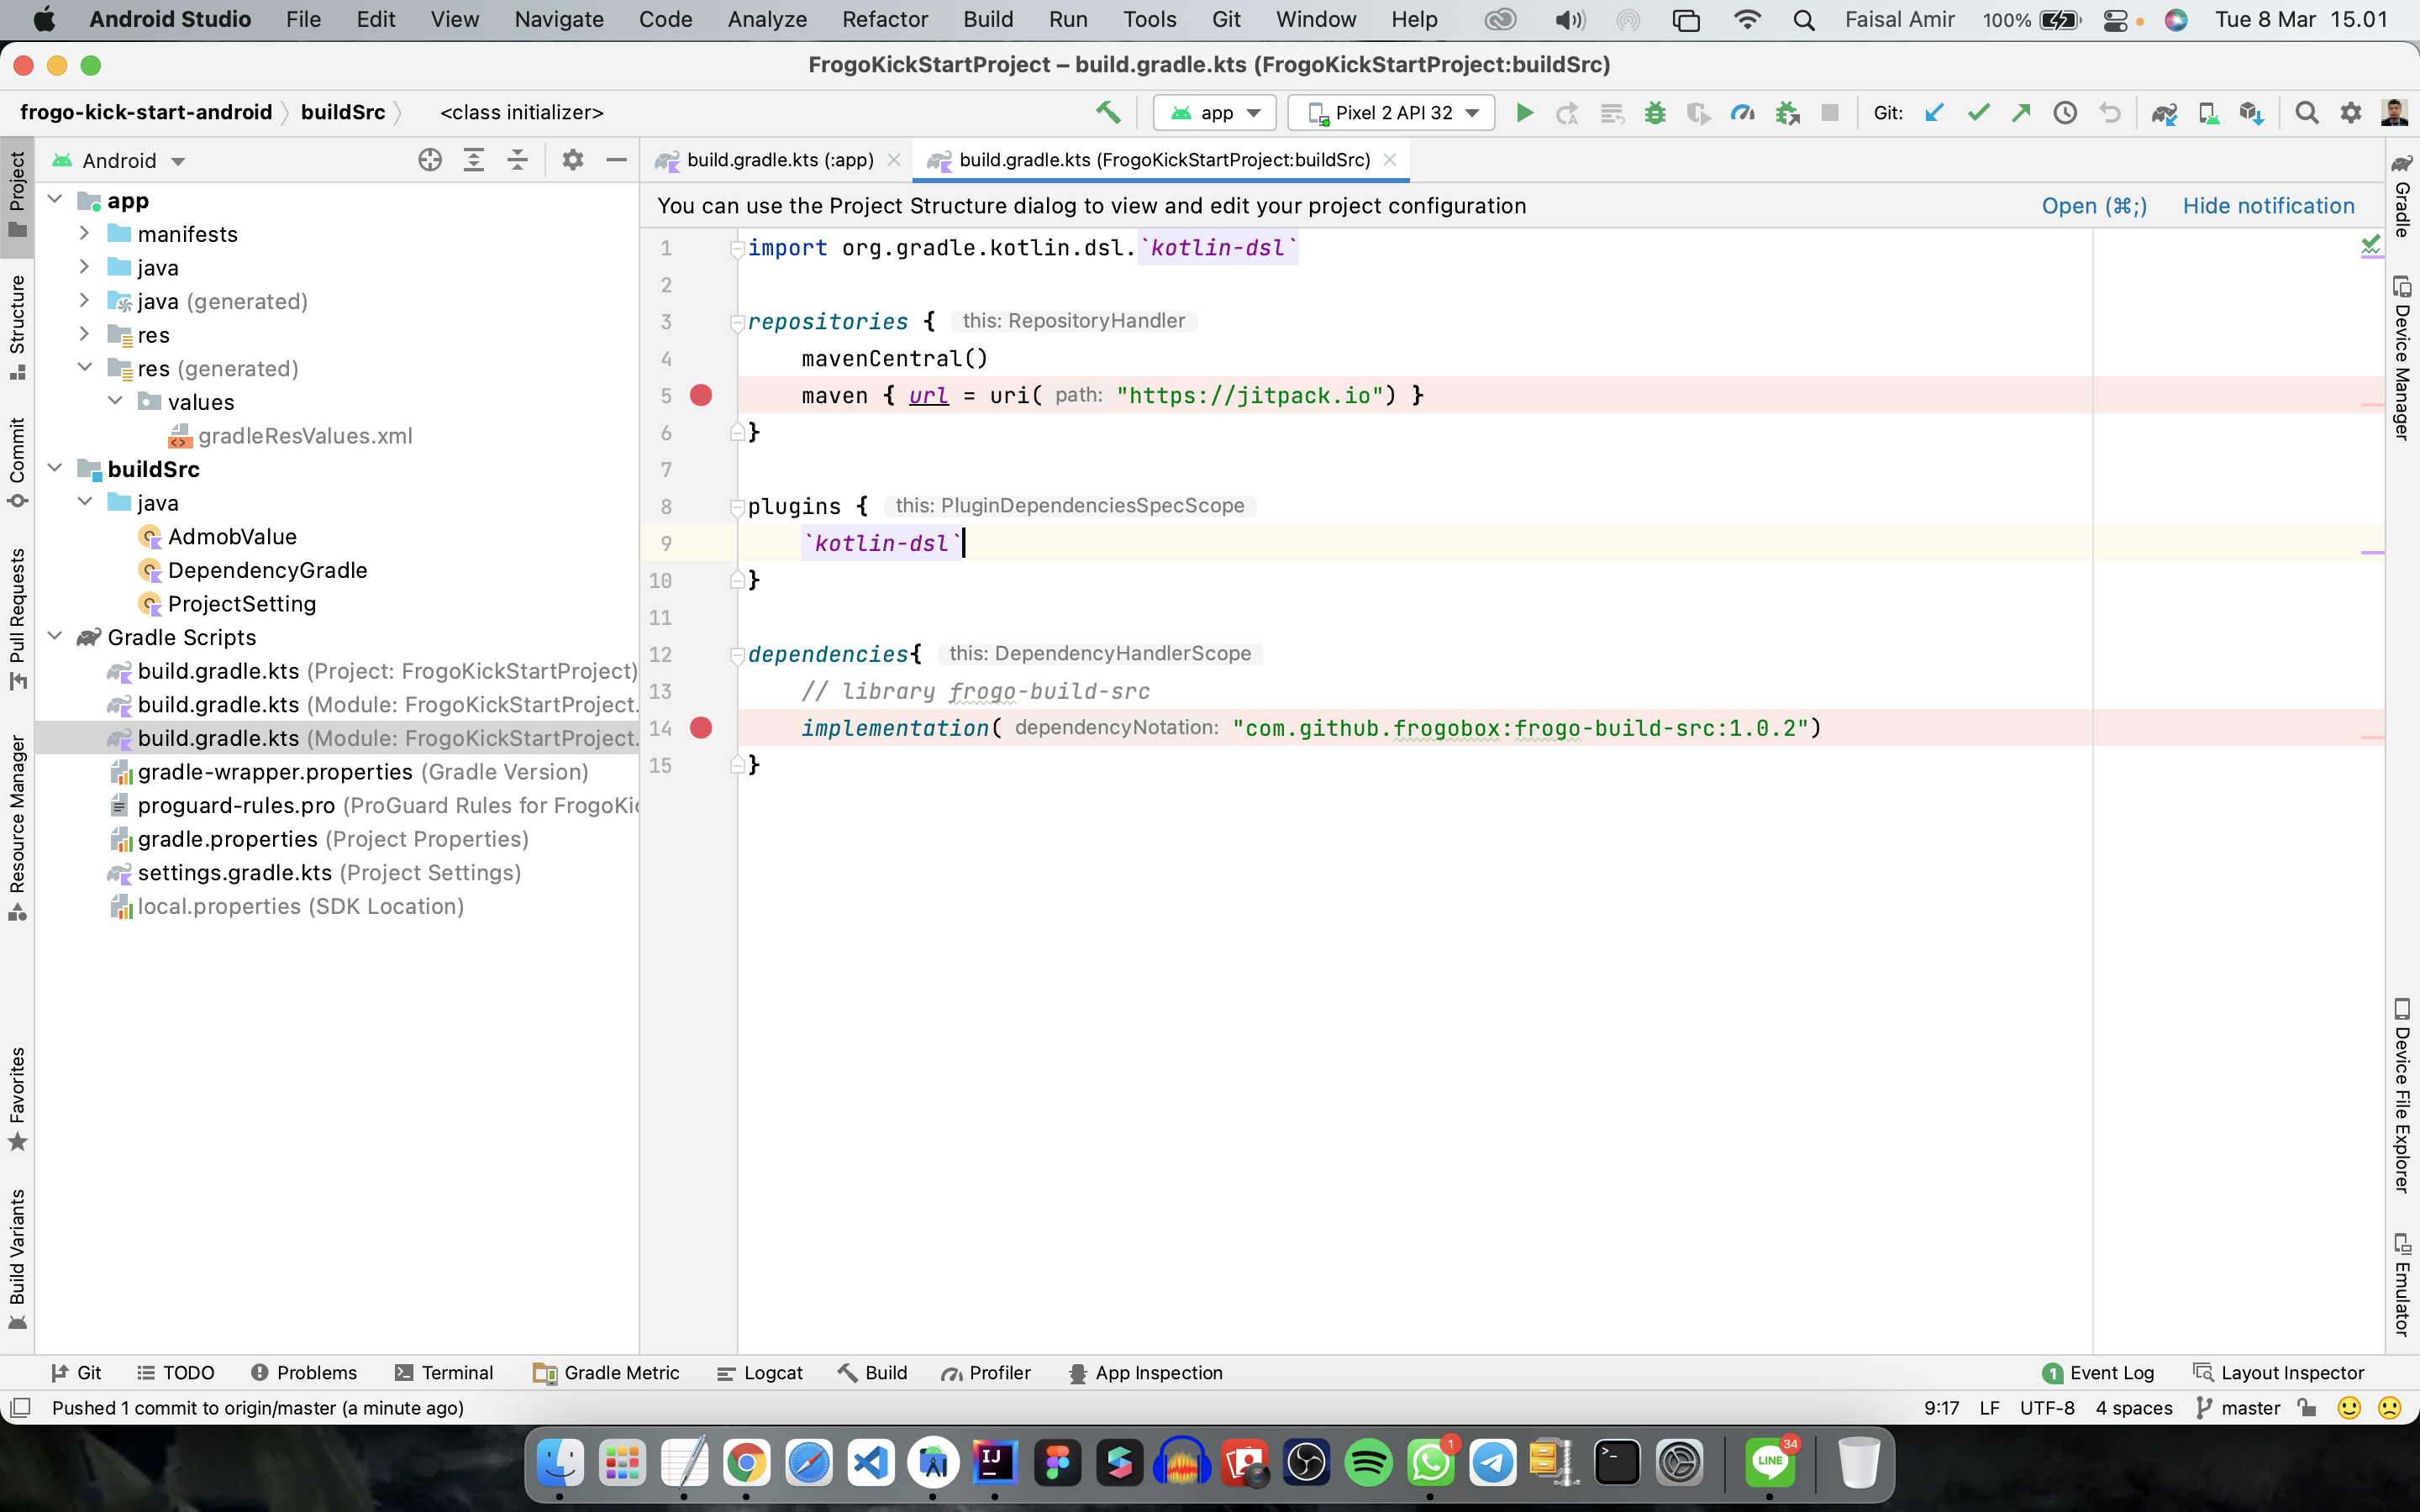 Android Studio File Edit View Navigate Code Analyze Refactor Build Run Tools Git Window Help Faisal Amir 100% Tue 8 Mar 15.01
FrogoKickStartProject – build.gradle.kts (FrogoKickStartProject:buildSrc)
frogo-kick-start-android buildSrc <class initializer> app Pixel 2 API 32 Git:
Project
Structure
Commit
Pull Requests
Resource Manager
Favorites
Build Variants
Android
app
manifests
java
java (generated)
res
res (generated)
values
gradleResValues.xml
buildSrc
java
AdmobValue
DependencyGradle
ProjectSetting
Gradle Scripts
build.gradle.kts (Project: FrogoKickStartProject)
build.gradle.kts (Module: FrogoKickStartProject.
build.gradle.kts (Module: FrogoKickStartProject.
gradle-wrapper.properties (Gradle Version)
proguard-rules.pro (ProGuard Rules for FrogoKic
gradle.properties (Project Properties)
settings.gradle.kts (Project Settings)
local.properties (SDK Location)
build.gradle.kts (:app) build.gradle.kts (FrogoKickStartProject:buildSrc)
You can use the Project Structure dialog to view and edit your project configuration Open (⌘;) Hide notification
1 import org.gradle.kotlin.dsl.`kotlin-dsl`
2
3 repositories { this: RepositoryHandler
4 mavenCentral()
5 maven { url = uri( path: "https://jitpack.io") }
6 }
7
8 plugins { this: PluginDependenciesSpecScope
9 `kotlin-dsl`
10 }
11
12 dependencies{ this: DependencyHandlerScope
13 // library frogo-build-src
14 implementation( dependencyNotation: "com.github.frogobox:frogo-build-src:1.0.2")
15 }
Gradle
Device Manager
Device File Explorer
Emulator
Git TODO Problems Terminal Gradle Metric Logcat Build Profiler App Inspection 1 Event Log Layout Inspector
Pushed 1 commit to origin/master (a minute ago) 9:17 LF UTF-8 4 spaces master
IJ 1 LINE 34